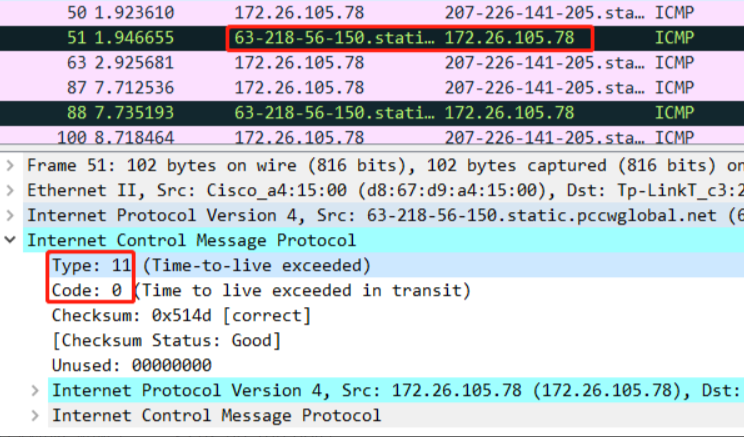 50 1.923610 172.26.105.78 207-226-141-205.sta… ICMP
51 1.946655 63-218-56-150.stati… 172.26.105.78 ICMP
63 2.925681 172.26.105.78 207-226-141-205.sta… ICMP
87 7.712536 172.26.105.78 207-226-141-205.sta… ICMP
88 7.735193 63-218-56-150.stati… 172.26.105.78 ICMP
100 8.718464 172.26.105.78 207-226-141-205.sta… ICMP
Frame 51: 102 bytes on wire (816 bits), 102 bytes captured (816 bits) on
Ethernet II, Src: Cisco_a4:15:00 (d8:67:d9:a4:15:00), Dst: Tp-LinkT_c3:2
Internet Protocol Version 4, Src: 63-218-56-150.static.pccwglobal.net (6
Internet Control Message Protocol
Type: 11 (Time-to-live exceeded)
Code: 0 (Time to live exceeded in transit)
Checksum: 0x514d [correct]
[Checksum Status: Good]
Unused: 00000000
Internet Protocol Version 4, Src: 172.26.105.78 (172.26.105.78), Dst:
Internet Control Message Protocol